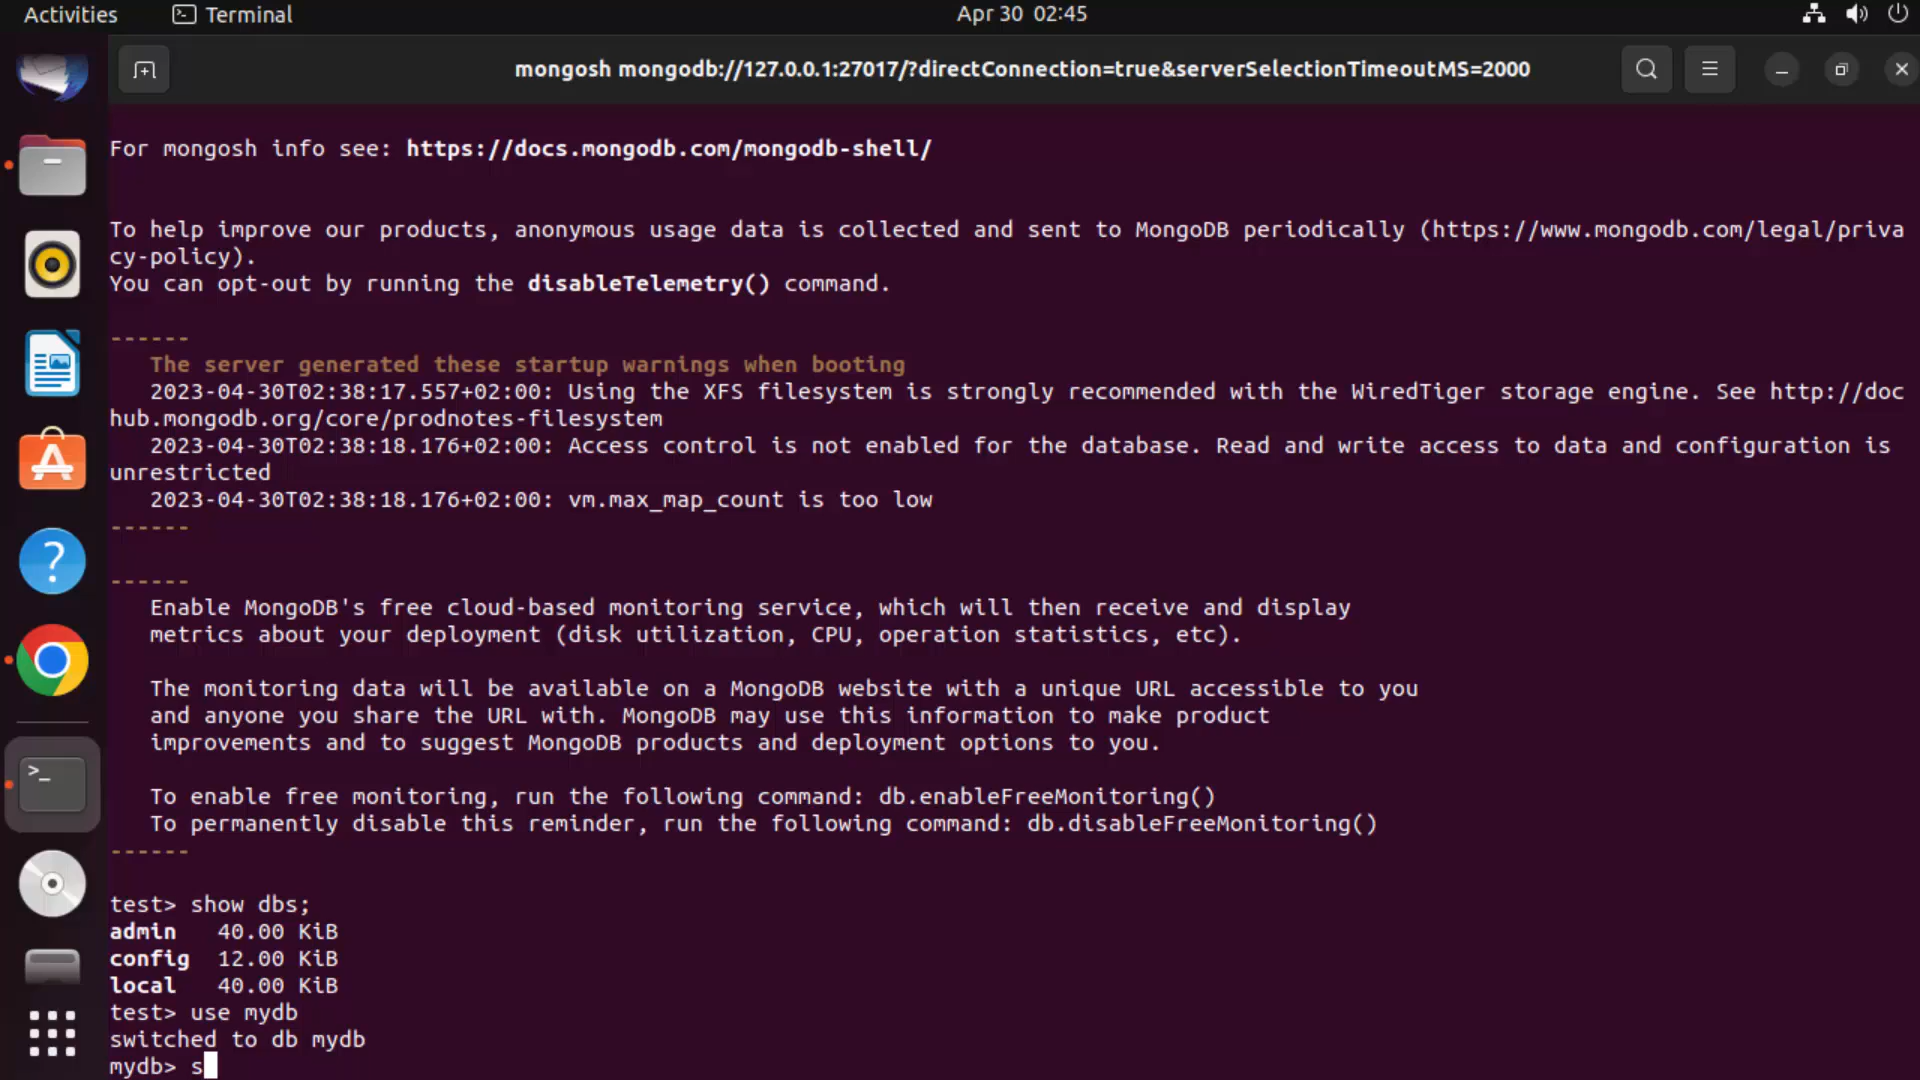 Activities
Terminal
Apr 30 02:45
mongosh mongodb://127.0.0.1:27017/?directConnection=true&serverSelectionTimeoutMS=2000
For mongosh info see: https://docs.mongodb.com/mongodb-shell/
To help improve our products, anonymous usage data is collected and sent to MongoDB periodically (https://www.mongodb.com/legal/priva
cy-policy).
You can opt-out by running the disableTelemetry() command.
------
The server generated these startup warnings when booting
2023-04-30T02:38:17.557+02:00: Using the XFS filesystem is strongly recommended with the WiredTiger storage engine. See http://doc
hub.mongodb.org/core/prodnotes-filesystem
2023-04-30T02:38:18.176+02:00: Access control is not enabled for the database. Read and write access to data and configuration is
unrestricted
2023-04-30T02:38:18.176+02:00: vm.max_map_count is too low
------
------
Enable MongoDB's free cloud-based monitoring service, which will then receive and display
metrics about your deployment (disk utilization, CPU, operation statistics, etc).
The monitoring data will be available on a MongoDB website with a unique URL accessible to you
and anyone you share the URL with. MongoDB may use this information to make product
improvements and to suggest MongoDB products and deployment options to you.
To enable free monitoring, run the following command: db.enableFreeMonitoring()
To permanently disable this reminder, run the following command: db.disableFreeMonitoring()
------
test> show dbs;
admin 40.00 KiB
config 12.00 KiB
local 40.00 KiB
test> use mydb
switched to db mydb
mydb> s